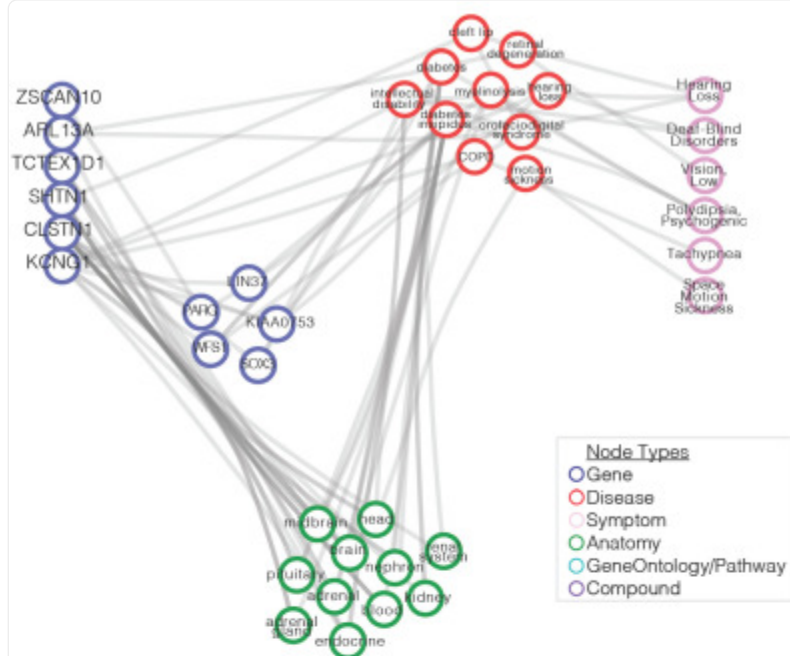 cleft lip
retinal
degeneration
diabetes
intellectual
disability
myelinolysis
hearing
loss
diabetes
insipidus
orofaciodigital
syndrome
COPD
motion
sickness
ZSCAN10
ARL13A
TCTEX1D1
SHTN1
CLSTN1
KCNG1
Hearing
Loss
Deaf-Blind
Disorders
Vision,
Low
Polydipsia,
Psychogenic
Tachypnea
Space
Motion
Sickness
LIN37
PARG
KIAA0753
WFS1
SOX3
midbrain
head
brain
renal
system
pituitary
nephron
adrenal
blood
kidney
adrenal
gland
endocrine
Node Types
Gene
Disease
Symptom
Anatomy
GeneOntology/Pathway
Compound